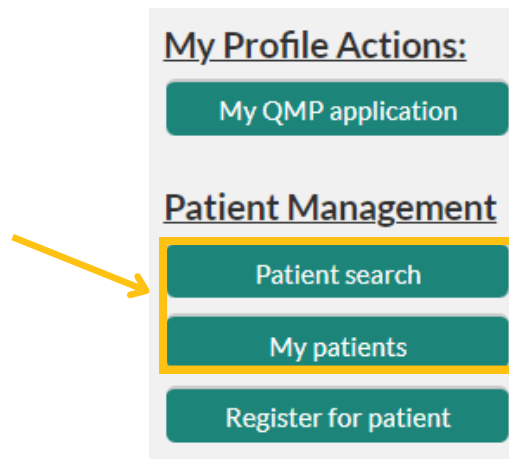 My Profile Actions:
My QMP application
Patient Management
Patient search
My patients
Register for patient